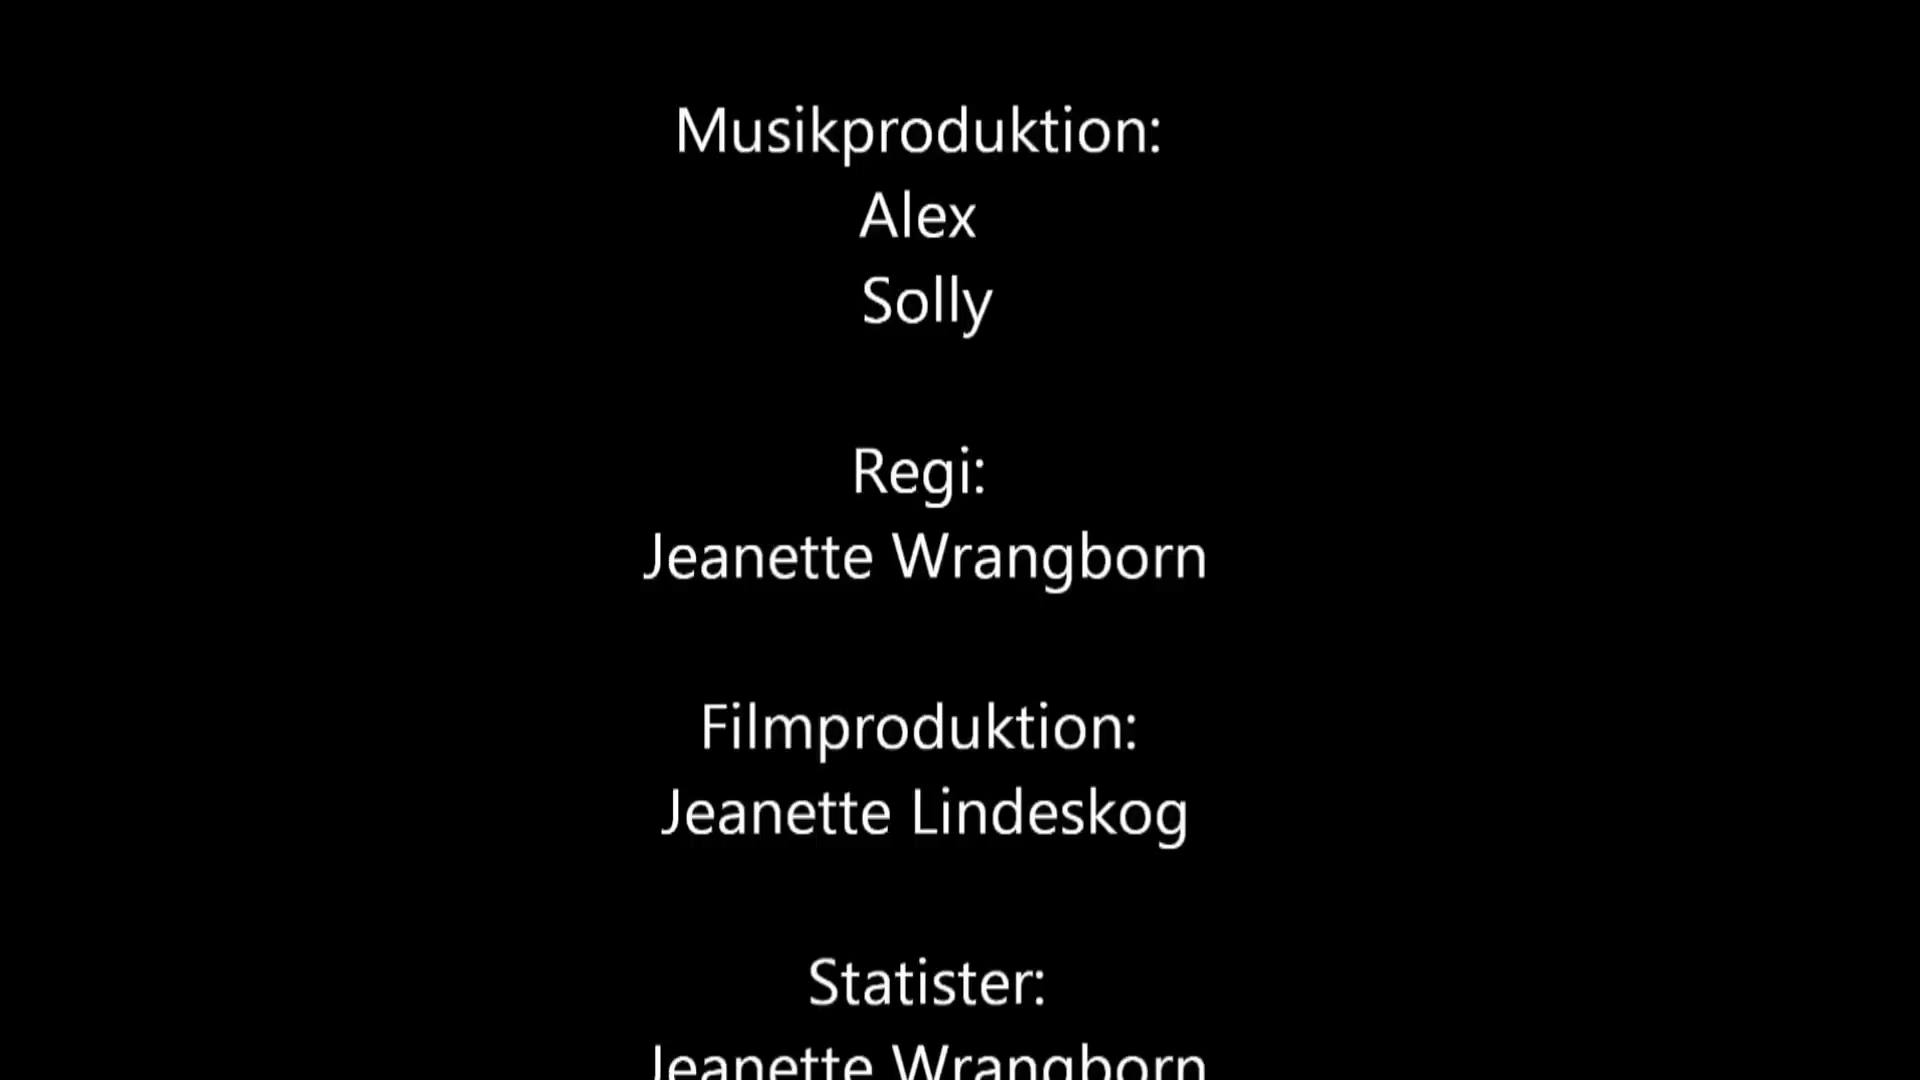 Musikproduktion:
Alex
Solly
Regi:
Jeanette Wrangborn
Filmproduktion:
Jeanette Lindeskog
Statister:
Jeanette Wrangborn